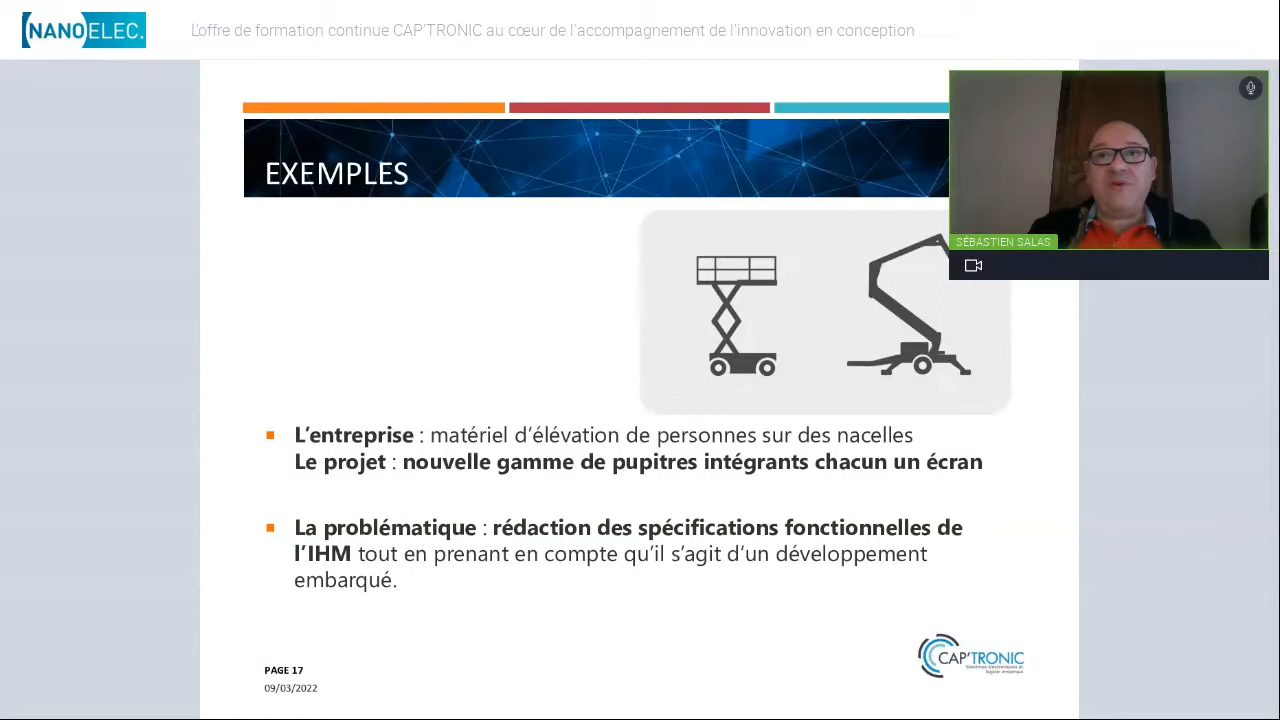 NANOELEC.
L'offre de formation continue CAP'TRONIC au cœur de l'accompagnement de l'innovation en conception
EXEMPLES
SÉBASTIEN SALAS
L'entreprise : matériel d'élévation de personnes sur des nacelles
Le projet : nouvelle gamme de pupitres intégrants chacun un écran
La problématique : rédaction des spécifications fonctionnelles de
l'IHM tout en prenant en compte qu'il s'agit d'un développement
embarqué.
CAP'TRONIC
PAGE 17
09/03/2022